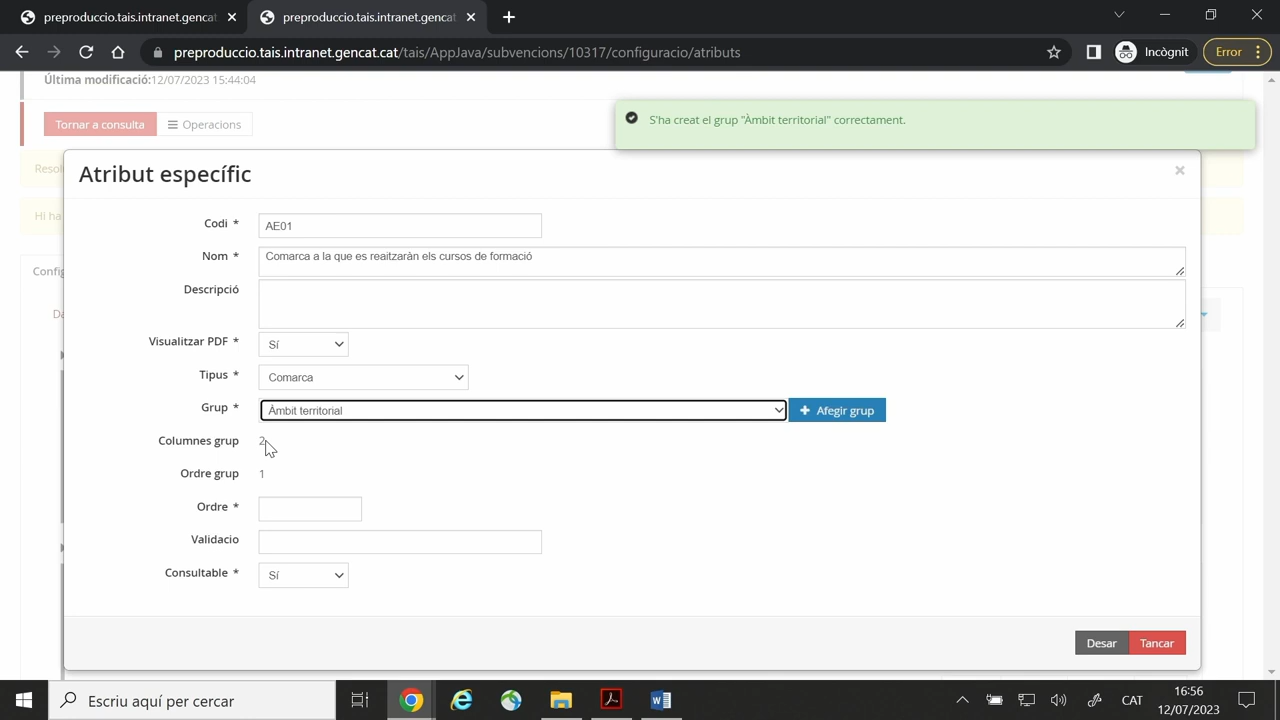 preproduccio.tais.intranet.gencat
preproduccio.tais.intranet.gencat
preproduccio.tais.intranet.gencat.cat/tais/AppJava/subvencions/10317/configuracio/atributs
Incògnit
Error
Última modificació:12/07/2023 15:44:04
Tornar a consulta
Operacions
S'ha creat el grup "Àmbit territorial" correctament.
Hi ha
Atribut específic
Codi *
AE01
Nom *
Comarca a la que es reaitzaràn els cursos de formació
Descripció
Visualitzar PDF *
Sí
Tipus *
Comarca
Grup *
Àmbit territorial
Afegir grup
Columnes grup
2
Ordre grup
1
Ordre *
Validacio
Consultable *
Sí
Desar
Tancar
Escriu aquí per cercar
CAT
16:56
12/07/2023